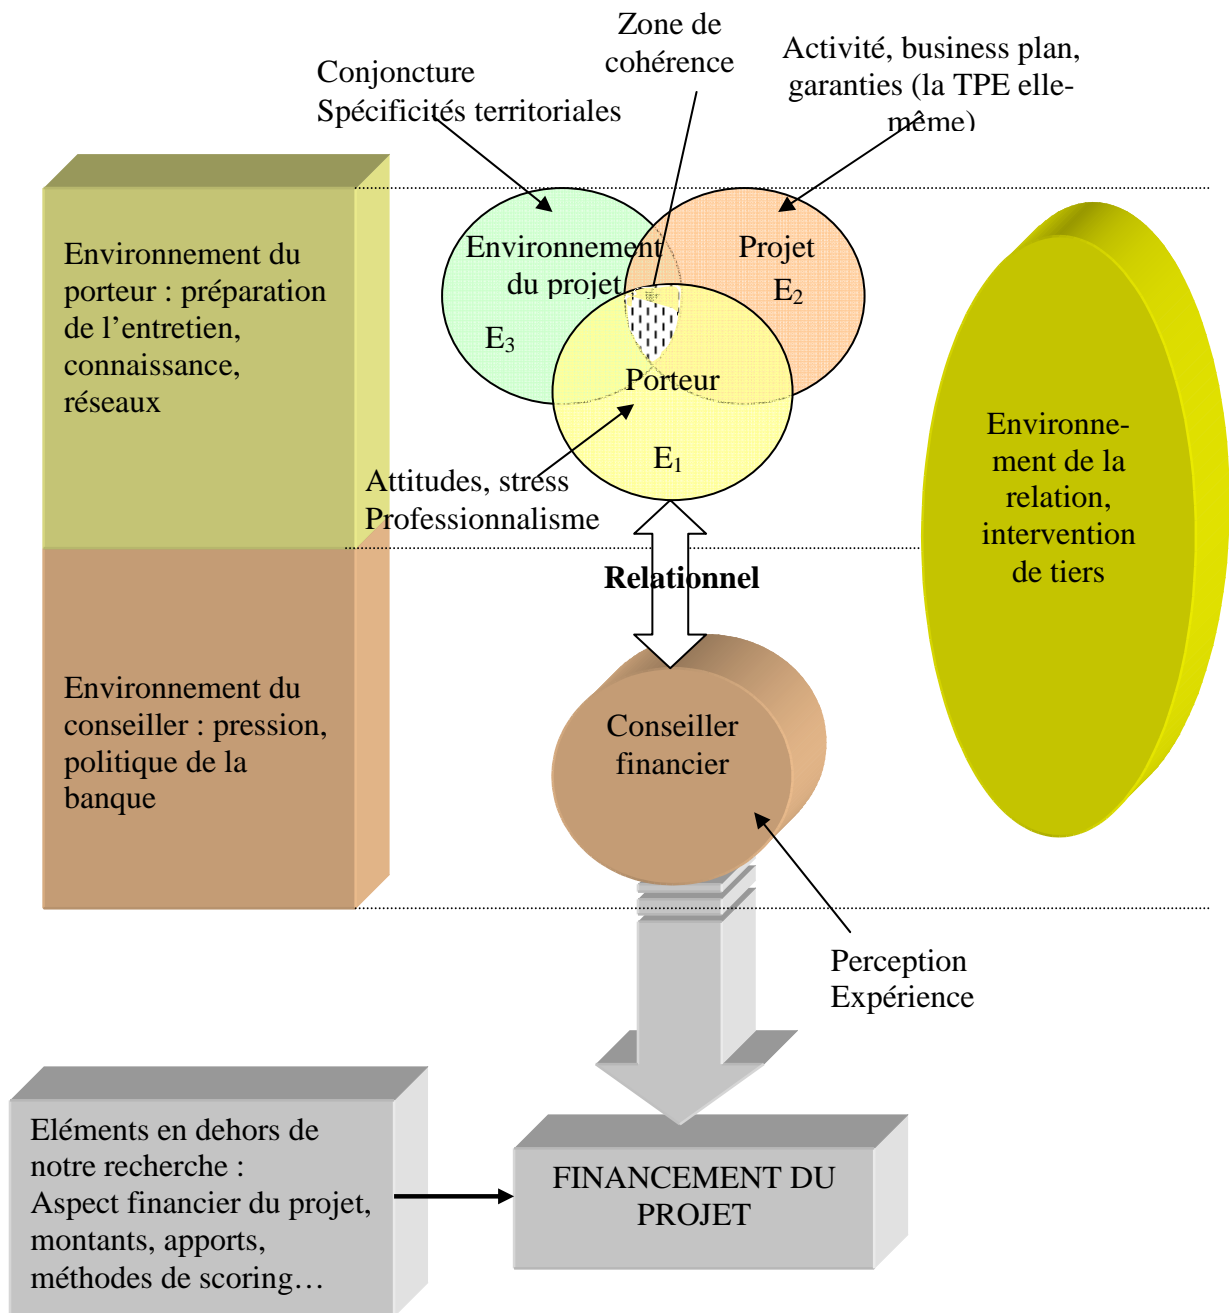 Zone de
cohérence
Activité, business plan,
garanties (la TPE elle-
même)
Conjoncture
Spécificités territoriales
Environnement du
porteur : préparation
de l’entretien,
connaissance,
réseaux
Environnement
du projet
E3
Projet
E2
Porteur
E1
Attitudes, stress
Professionnalisme
Environne-
ment de la
relation,
intervention
de tiers
Relationnel
Environnement du
conseiller : pression,
politique de la
banque
Conseiller
financier
Perception
Expérience
Eléments en dehors de
notre recherche :
Aspect financier du projet,
montants, apports,
méthodes de scoring…
FINANCEMENT DU
PROJET